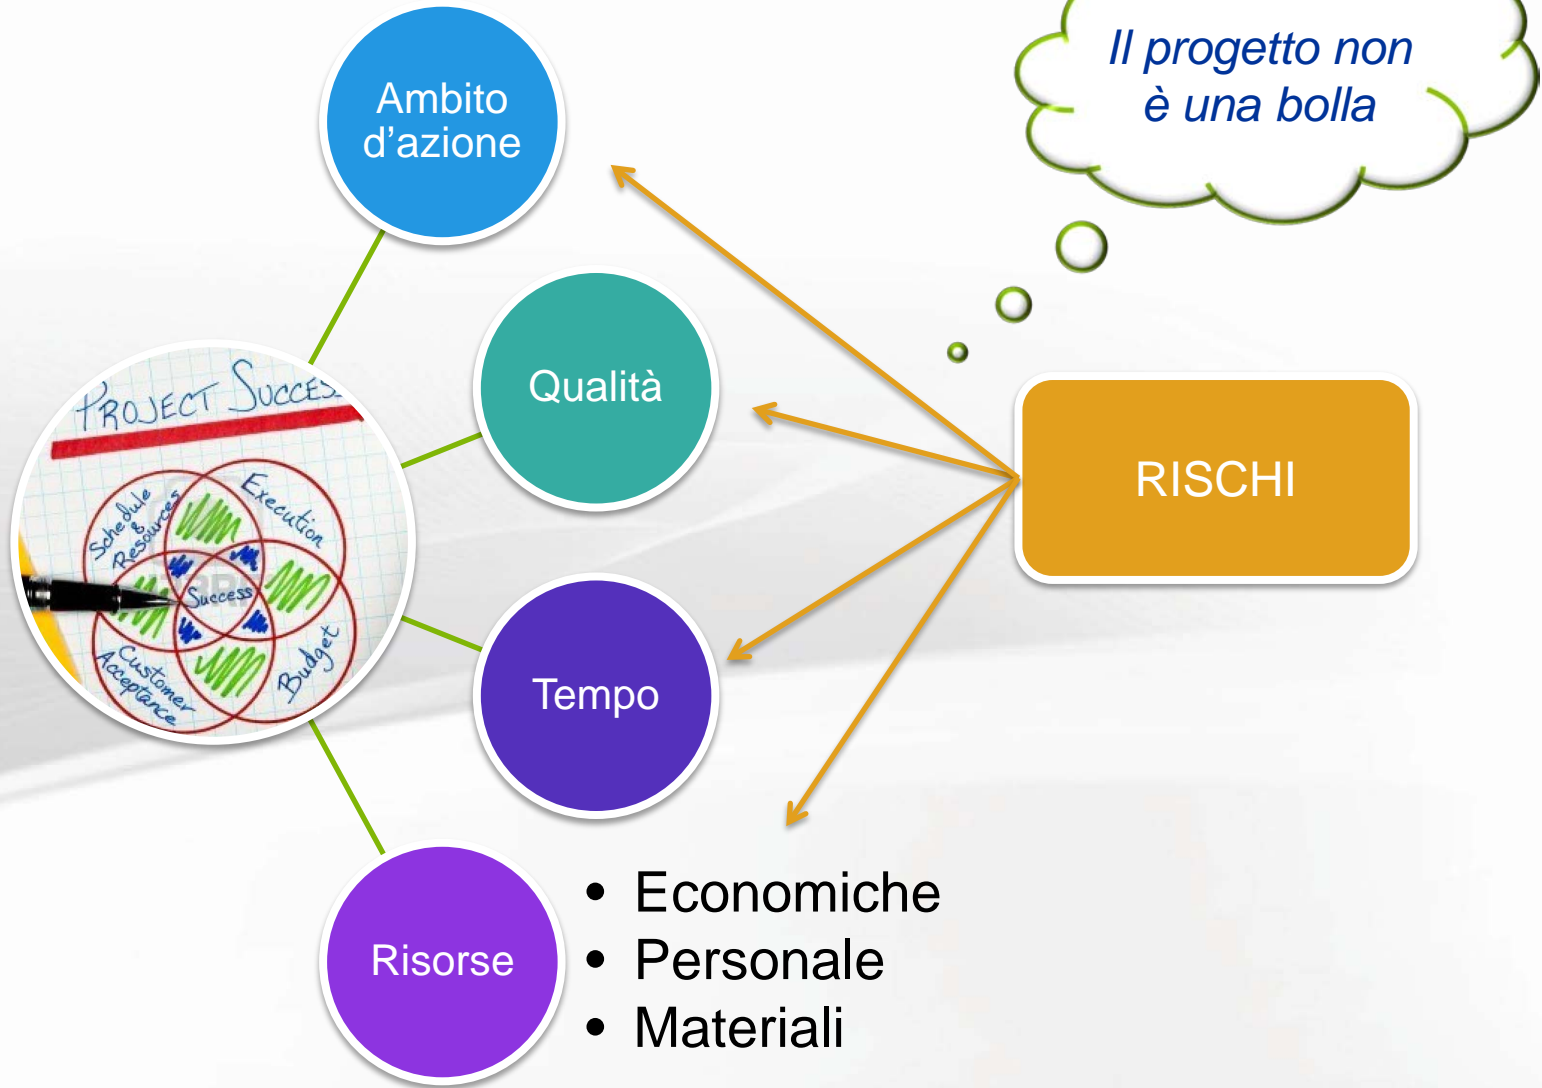 Il progetto non
è una bolla
Ambito
d’azione
Qualità
RISCHI
PROJECT SUCCES
Schedule
&
Resources
Execution
Success
Customer
Acceptance
Budget
Tempo
Risorse
• Economiche
• Personale
• Materiali